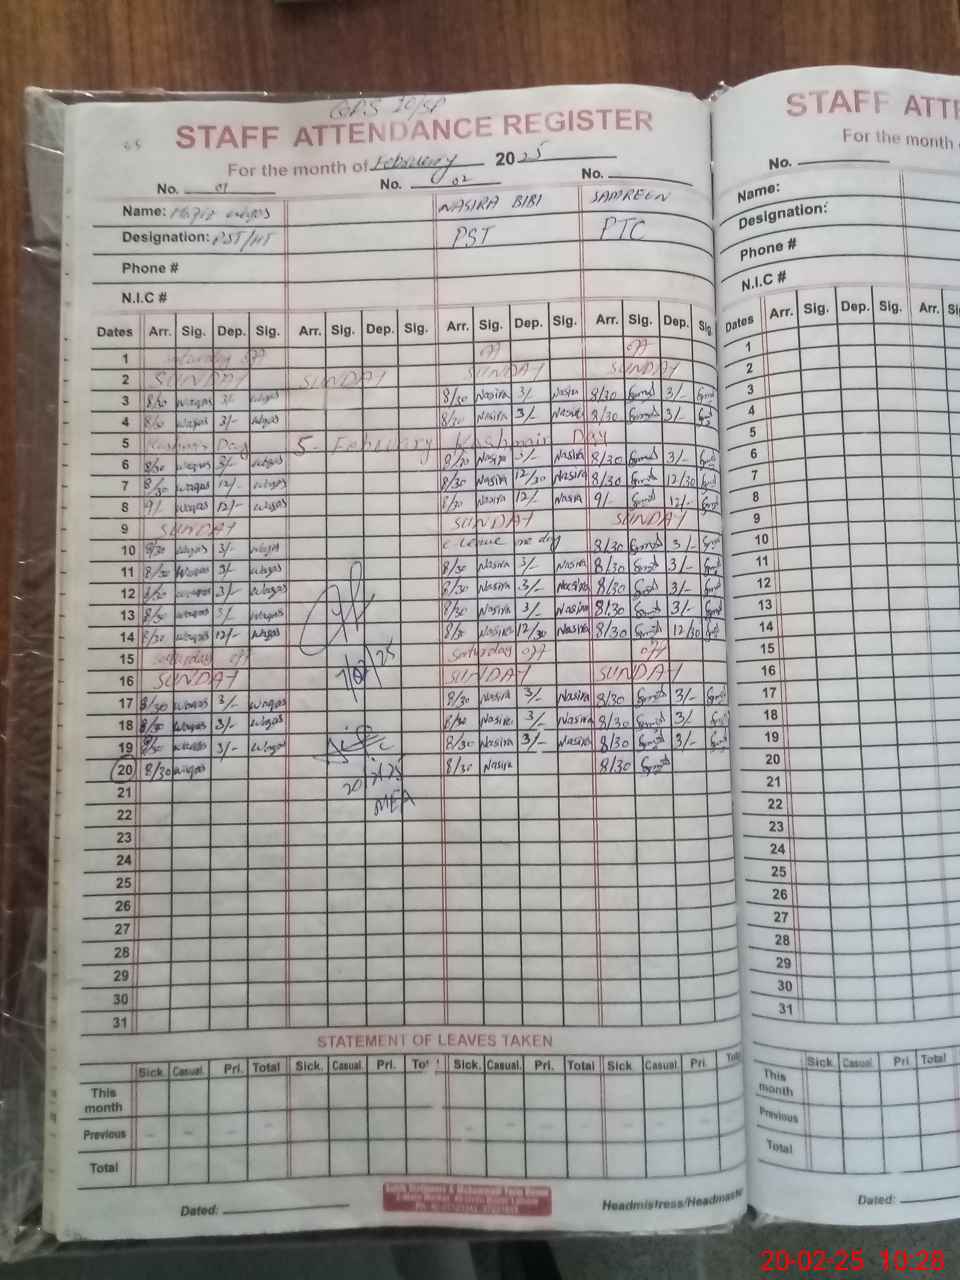 GPS 20/SP
STAFF ATTENDANCE REGISTER
For the month of February 2025
No. 01 No. 02 No.
Name: Hafiz Waqas NASIRA BIBI SAMREEN
Designation: PST/HT PST PTC
Phone #
N.I.C #
Dates Arr. Sig. Dep. Sig. Arr. Sig. Dep. Sig. Arr. Sig. Dep. Sig. Arr. Sig. Dep. Sig.
1 Saturday off off off
2 SUNDAY SUNDAY SUNDAY SUNDAY
3 8/30 Waqas 3/- Waqas 8/30 Nasira 3/- Nasira 8/30 3/-
4 8/30 Waqas 3/- Waqas 8/30 Nasira 3/- Nasira 8/30 3/-
5 Kashmir Day 5-February Kashmir Day
6 8/30 Waqas 3/- Waqas 8/30 Nasira 3/- Nasira 8/30 3/-
7 8/30 Waqas 12/- Waqas 8/30 Nasira 12/30 Nasira 8/30 12/30
8 9/- Waqas 12/- Waqas 8/30 Nasira 12/- Nasira 9/- 12/-
9 SUNDAY SUNDAY SUNDAY
10 8/30 Waqas 3/- Waqas c leave one day 8/30 3/-
11 8/30 Waqas 3/- Waqas 8/30 Nasira 3/- Nasira 8/30 3/-
12 8/30 Waqas 3/- Waqas 8/30 Nasira 3/- Nasira 8/30 3/-
13 8/30 Waqas 3/- Waqas 8/30 Nasira 3/- Nasira 8/30 3/-
14 8/30 Waqas 12/- Waqas 8/30 Nasira 12/30 Nasira 8/30 12/30
15 Saturday off Saturday off off
16 SUNDAY SUNDAY SUNDAY
17 8/30 Waqas 3/- Waqas 8/30 Nasira 3/- Nasira 8/30 3/-
18 8/30 Waqas 3/- Waqas 8/30 Nasira 3/- Nasira 8/30 3/-
19 8/30 Waqas 3/- Waqas 8/30 Nasira 3/- Nasira 8/30 3/-
20 8/30 Waqas 8/30 Nasira 8/30
21
22 MEA
23
24
25
26
27
28
29
30
31
STATEMENT OF LEAVES TAKEN
Sick. Casual. Pri. Total Sick. Casual. Pri. Sick. Casual. Pri. Total Sick Casual. Pri.
This month
Previous
Total
Dated: Headmistress/Headmaster
STAFF ATTE
For the month
No.
Name:
Designation:
Phone #
N.I.C #
Dates Arr. Sig. Dep. Sig. Arr.
1
2
3
4
5
6
7
8
9
10
11
12
13
14
15
16
17
18
19
20
21
22
23
24
25
26
27
28
29
30
31
STATEM
Sick. Casual. Pri. Total Sick
This month
Previous
Total
Dated:
20-02-25 10:28